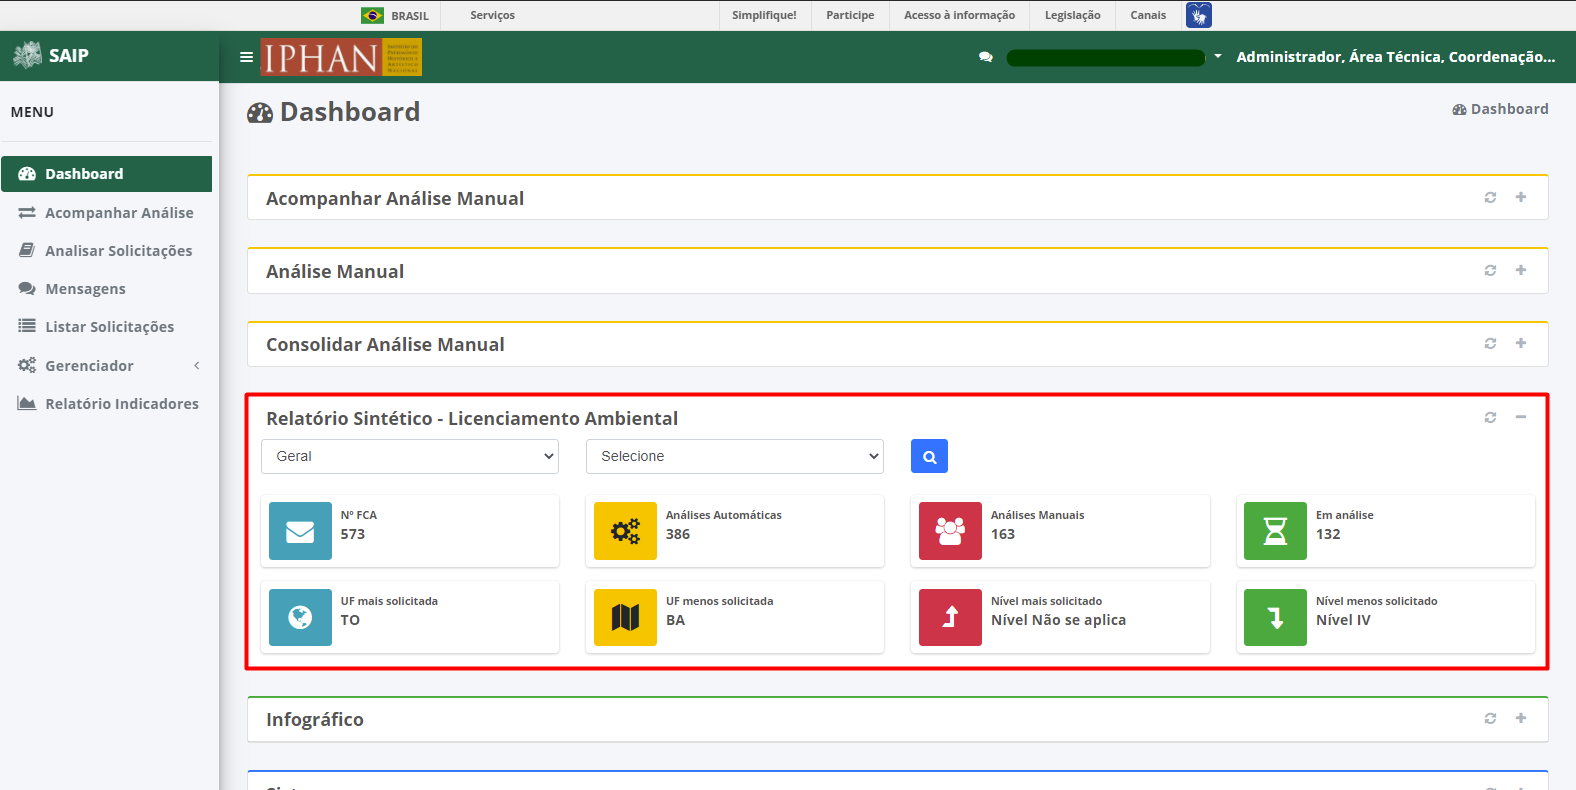 BRASIL
Serviços
Simplifique!
Participe
Acesso à informação
Legislação
Canais
SAIP
IPHAN
Administrador, Área Técnica, Coordenação...
MENU
Dashboard
Acompanhar Análise
Analisar Solicitações
Mensagens
Listar Solicitações
Gerenciador
Relatório Indicadores
Dashboard
Dashboard
Acompanhar Análise Manual
Análise Manual
Consolidar Análise Manual
Relatório Sintético - Licenciamento Ambiental
Geral
Selecione
Nº FCA
573
Análises Automáticas
386
Análises Manuais
163
Em análise
132
UF mais solicitada
TO
UF menos solicitada
BA
Nível mais solicitado
Nível Não se aplica
Nível menos solicitado
Nível IV
Infográfico